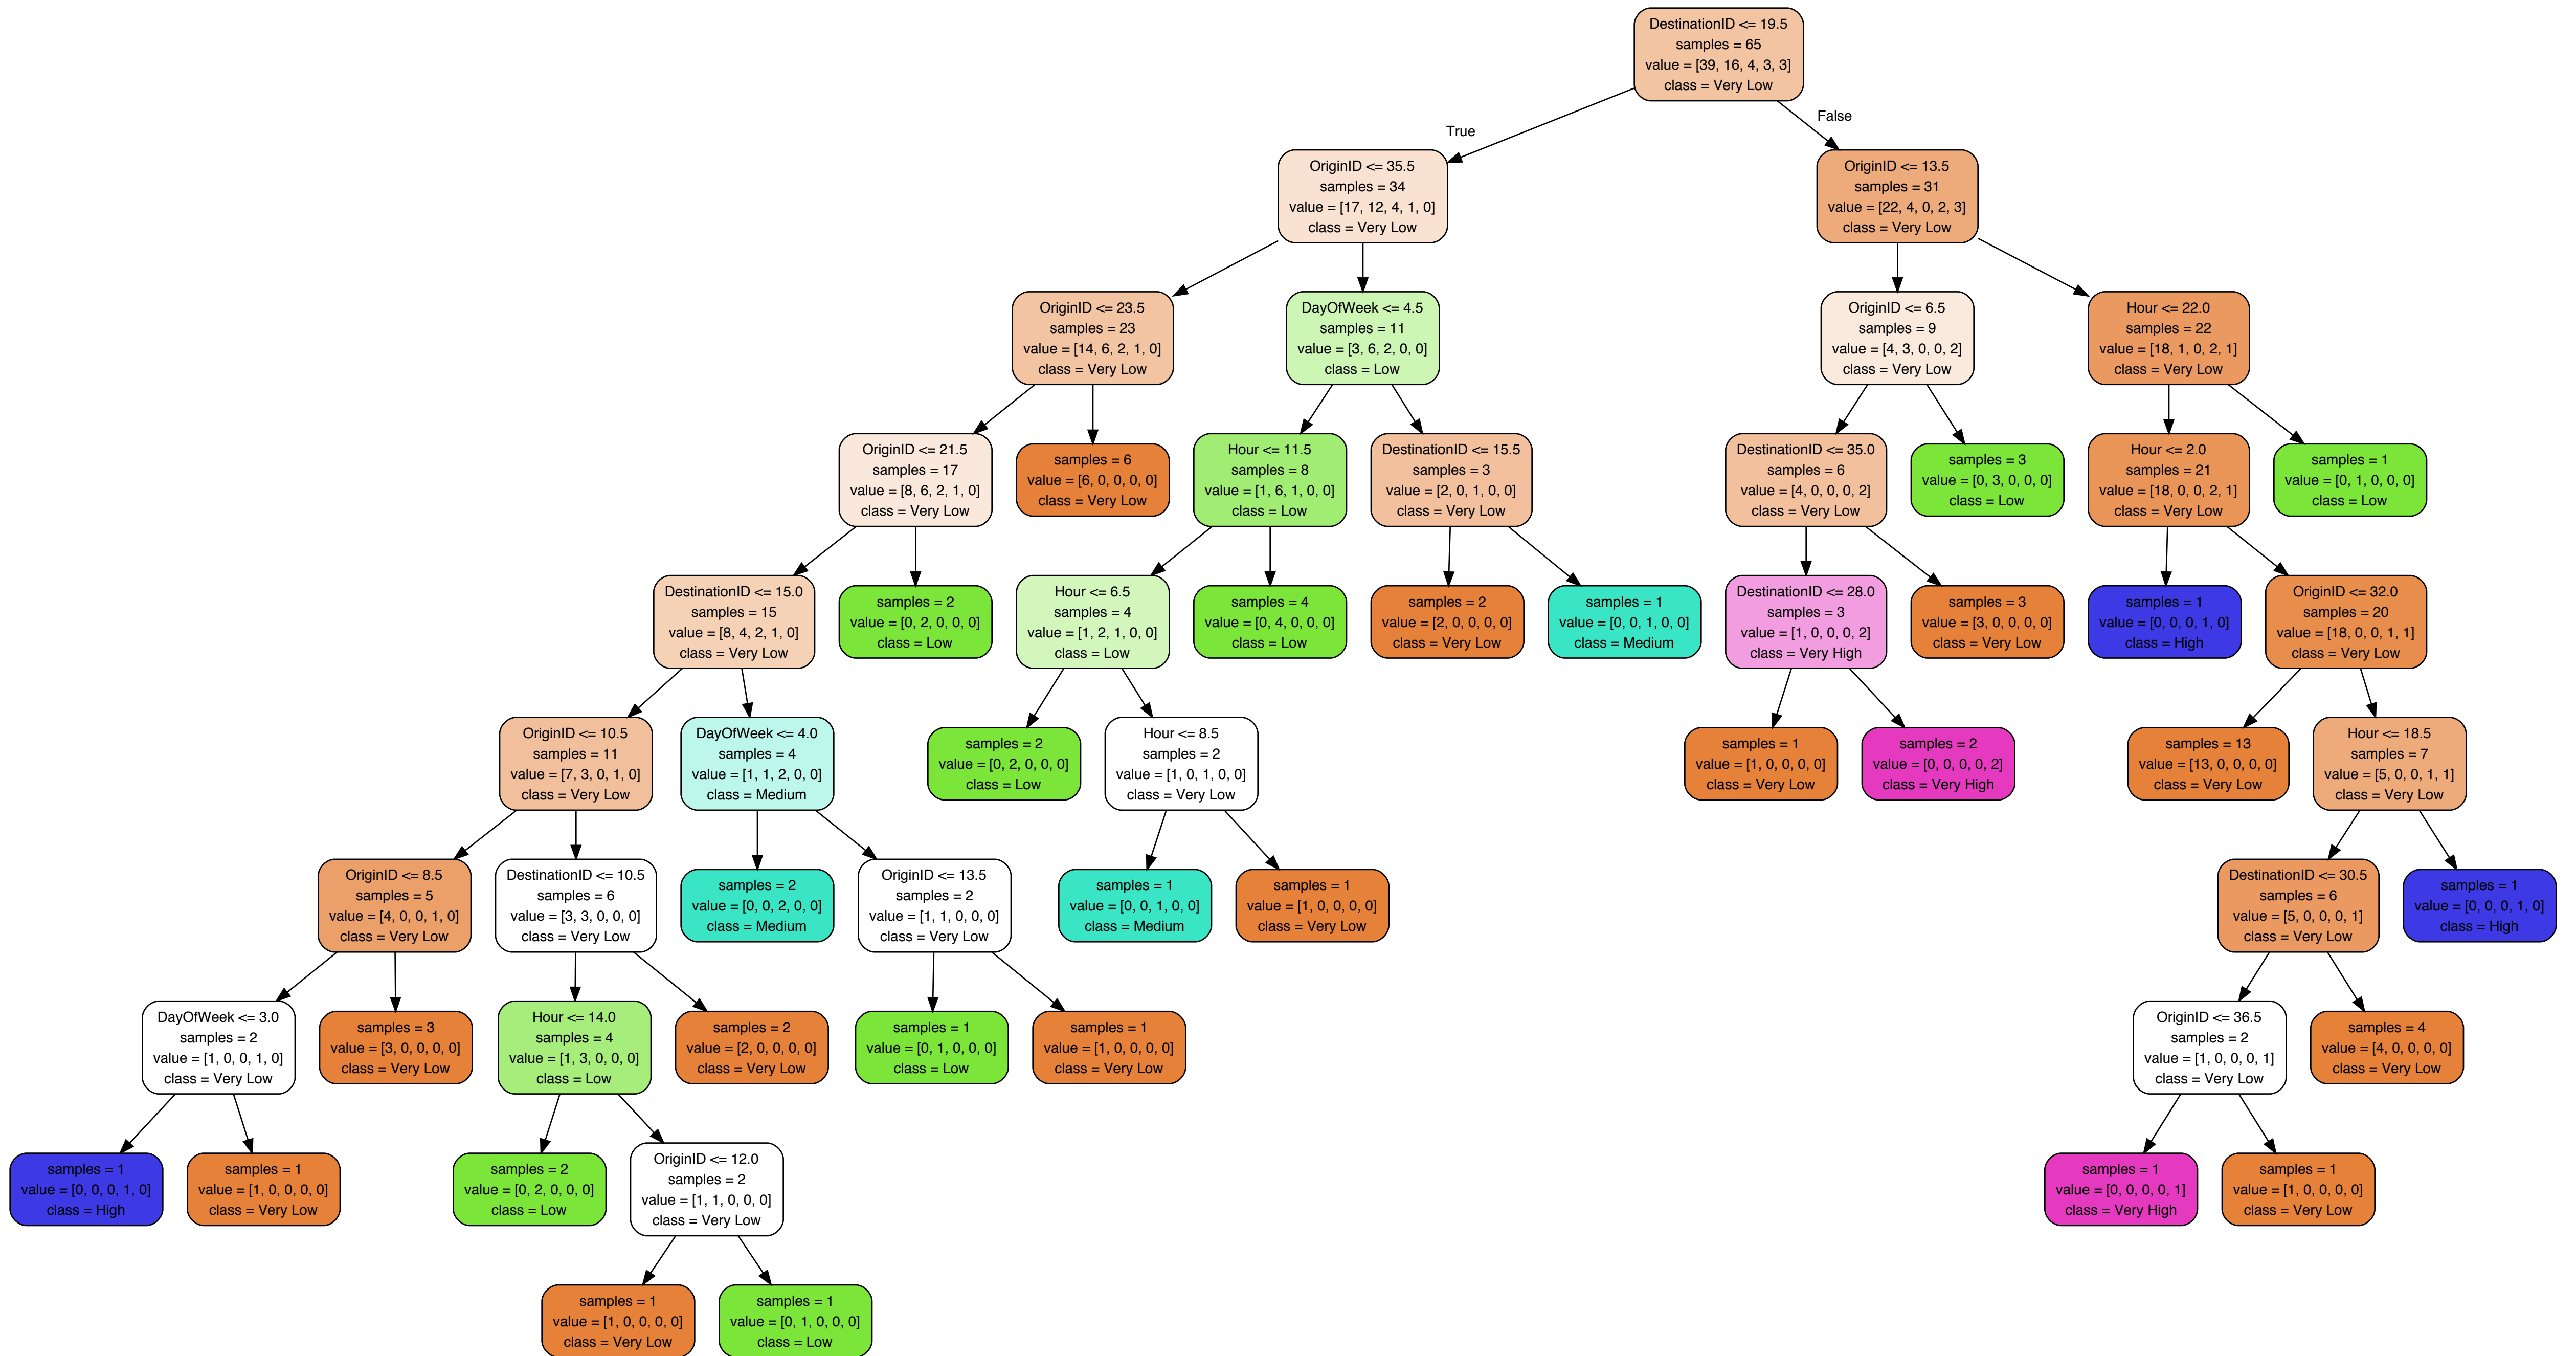 DestinationID <= 19.5
samples = 65
value = [39, 16, 4, 3, 3]
class = Very Low
True
False
OriginID <= 35.5
samples = 34
value = [17, 12, 4, 1, 0]
class = Very Low
OriginID <= 13.5
samples = 31
value = [22, 4, 0, 2, 3]
class = Very Low
OriginID <= 23.5
samples = 23
value = [14, 6, 2, 1, 0]
class = Very Low
DayOfWeek <= 4.5
samples = 11
value = [3, 6, 2, 0, 0]
class = Low
OriginID <= 6.5
samples = 9
value = [4, 3, 0, 0, 2]
class = Very Low
Hour <= 22.0
samples = 22
value = [18, 1, 0, 2, 1]
class = Very Low
OriginID <= 21.5
samples = 17
value = [8, 6, 2, 1, 0]
class = Very Low
samples = 6
value = [6, 0, 0, 0, 0]
class = Very Low
Hour <= 11.5
samples = 8
value = [1, 6, 1, 0, 0]
class = Low
DestinationID <= 15.5
samples = 3
value = [2, 0, 1, 0, 0]
class = Very Low
DestinationID <= 35.0
samples = 6
value = [4, 0, 0, 0, 2]
class = Very Low
samples = 3
value = [0, 3, 0, 0, 0]
class = Low
Hour <= 2.0
samples = 21
value = [18, 0, 0, 2, 1]
class = Very Low
samples = 1
value = [0, 1, 0, 0, 0]
class = Low
DestinationID <= 15.0
samples = 15
value = [8, 4, 2, 1, 0]
class = Very Low
samples = 2
value = [0, 2, 0, 0, 0]
class = Low
Hour <= 6.5
samples = 4
value = [1, 2, 1, 0, 0]
class = Low
samples = 4
value = [0, 4, 0, 0, 0]
class = Low
samples = 2
value = [2, 0, 0, 0, 0]
class = Very Low
samples = 1
value = [0, 0, 1, 0, 0]
class = Medium
DestinationID <= 28.0
samples = 3
value = [1, 0, 0, 0, 2]
class = Very High
samples = 3
value = [3, 0, 0, 0, 0]
class = Very Low
samples = 1
value = [0, 0, 0, 1, 0]
class = High
OriginID <= 32.0
samples = 20
value = [18, 0, 0, 1, 1]
class = Very Low
OriginID <= 10.5
samples = 11
value = [7, 3, 0, 1, 0]
class = Very Low
DayOfWeek <= 4.0
samples = 4
value = [1, 1, 2, 0, 0]
class = Medium
samples = 2
value = [0, 2, 0, 0, 0]
class = Low
Hour <= 8.5
samples = 2
value = [1, 0, 1, 0, 0]
class = Very Low
samples = 1
value = [1, 0, 0, 0, 0]
class = Very Low
samples = 2
value = [0, 0, 0, 0, 2]
class = Very High
samples = 13
value = [13, 0, 0, 0, 0]
class = Very Low
Hour <= 18.5
samples = 7
value = [5, 0, 0, 1, 1]
class = Very Low
OriginID <= 8.5
samples = 5
value = [4, 0, 0, 1, 0]
class = Very Low
DestinationID <= 10.5
samples = 6
value = [3, 3, 0, 0, 0]
class = Very Low
samples = 2
value = [0, 0, 2, 0, 0]
class = Medium
OriginID <= 13.5
samples = 2
value = [1, 1, 0, 0, 0]
class = Very Low
samples = 1
value = [0, 0, 1, 0, 0]
class = Medium
samples = 1
value = [1, 0, 0, 0, 0]
class = Very Low
DestinationID <= 30.5
samples = 6
value = [5, 0, 0, 0, 1]
class = Very Low
samples = 1
value = [0, 0, 0, 1, 0]
class = High
DayOfWeek <= 3.0
samples = 2
value = [1, 0, 0, 1, 0]
class = Very Low
samples = 3
value = [3, 0, 0, 0, 0]
class = Very Low
Hour <= 14.0
samples = 4
value = [1, 3, 0, 0, 0]
class = Low
samples = 2
value = [2, 0, 0, 0, 0]
class = Very Low
samples = 1
value = [0, 1, 0, 0, 0]
class = Low
samples = 1
value = [1, 0, 0, 0, 0]
class = Very Low
OriginID <= 36.5
samples = 2
value = [1, 0, 0, 0, 1]
class = Very Low
samples = 4
value = [4, 0, 0, 0, 0]
class = Very Low
samples = 1
value = [0, 0, 0, 1, 0]
class = High
samples = 1
value = [1, 0, 0, 0, 0]
class = Very Low
samples = 2
value = [0, 2, 0, 0, 0]
class = Low
OriginID <= 12.0
samples = 2
value = [1, 1, 0, 0, 0]
class = Very Low
samples = 1
value = [0, 0, 0, 0, 1]
class = Very High
samples = 1
value = [1, 0, 0, 0, 0]
class = Very Low
samples = 1
value = [1, 0, 0, 0, 0]
class = Very Low
samples = 1
value = [0, 1, 0, 0, 0]
class = Low